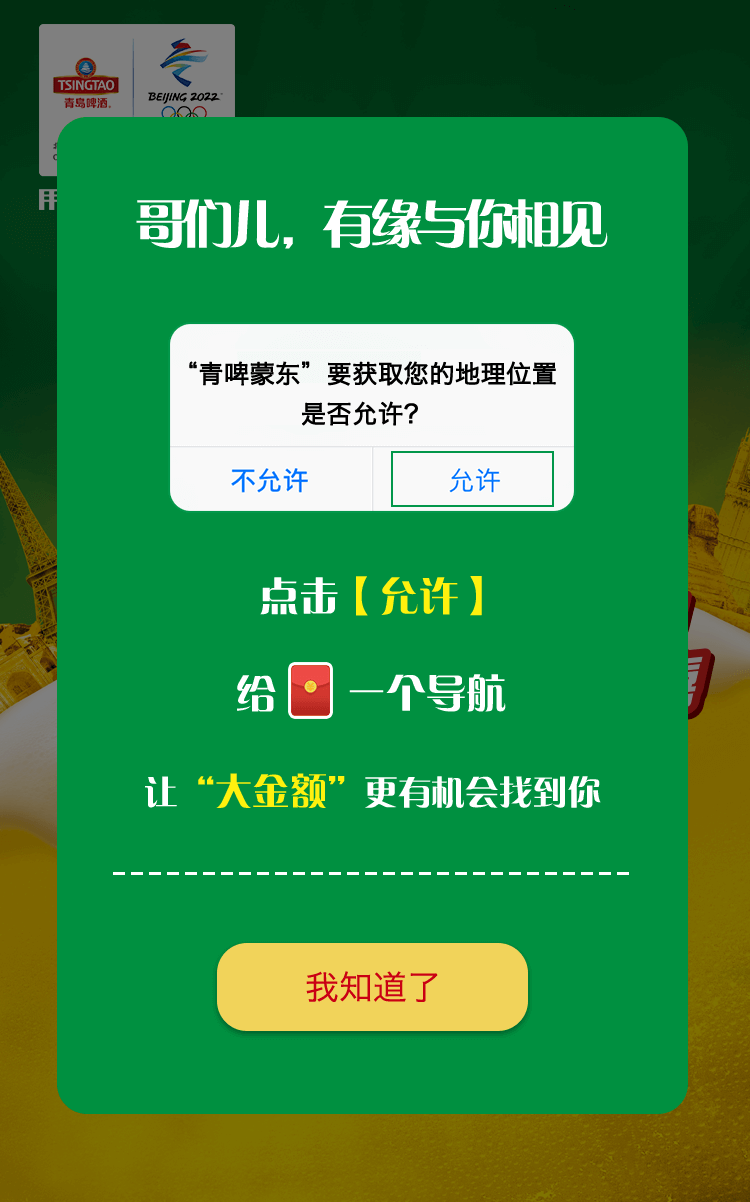 TSINGTAO
青岛啤酒
BEIJING 2022
哥们儿，有缘与你相见
“青啤蒙东”要获取您的地理位置
是否允许？
不允许
允许
点击【允许】
给 一个导航
让“大金额”更有机会找到你
我知道了